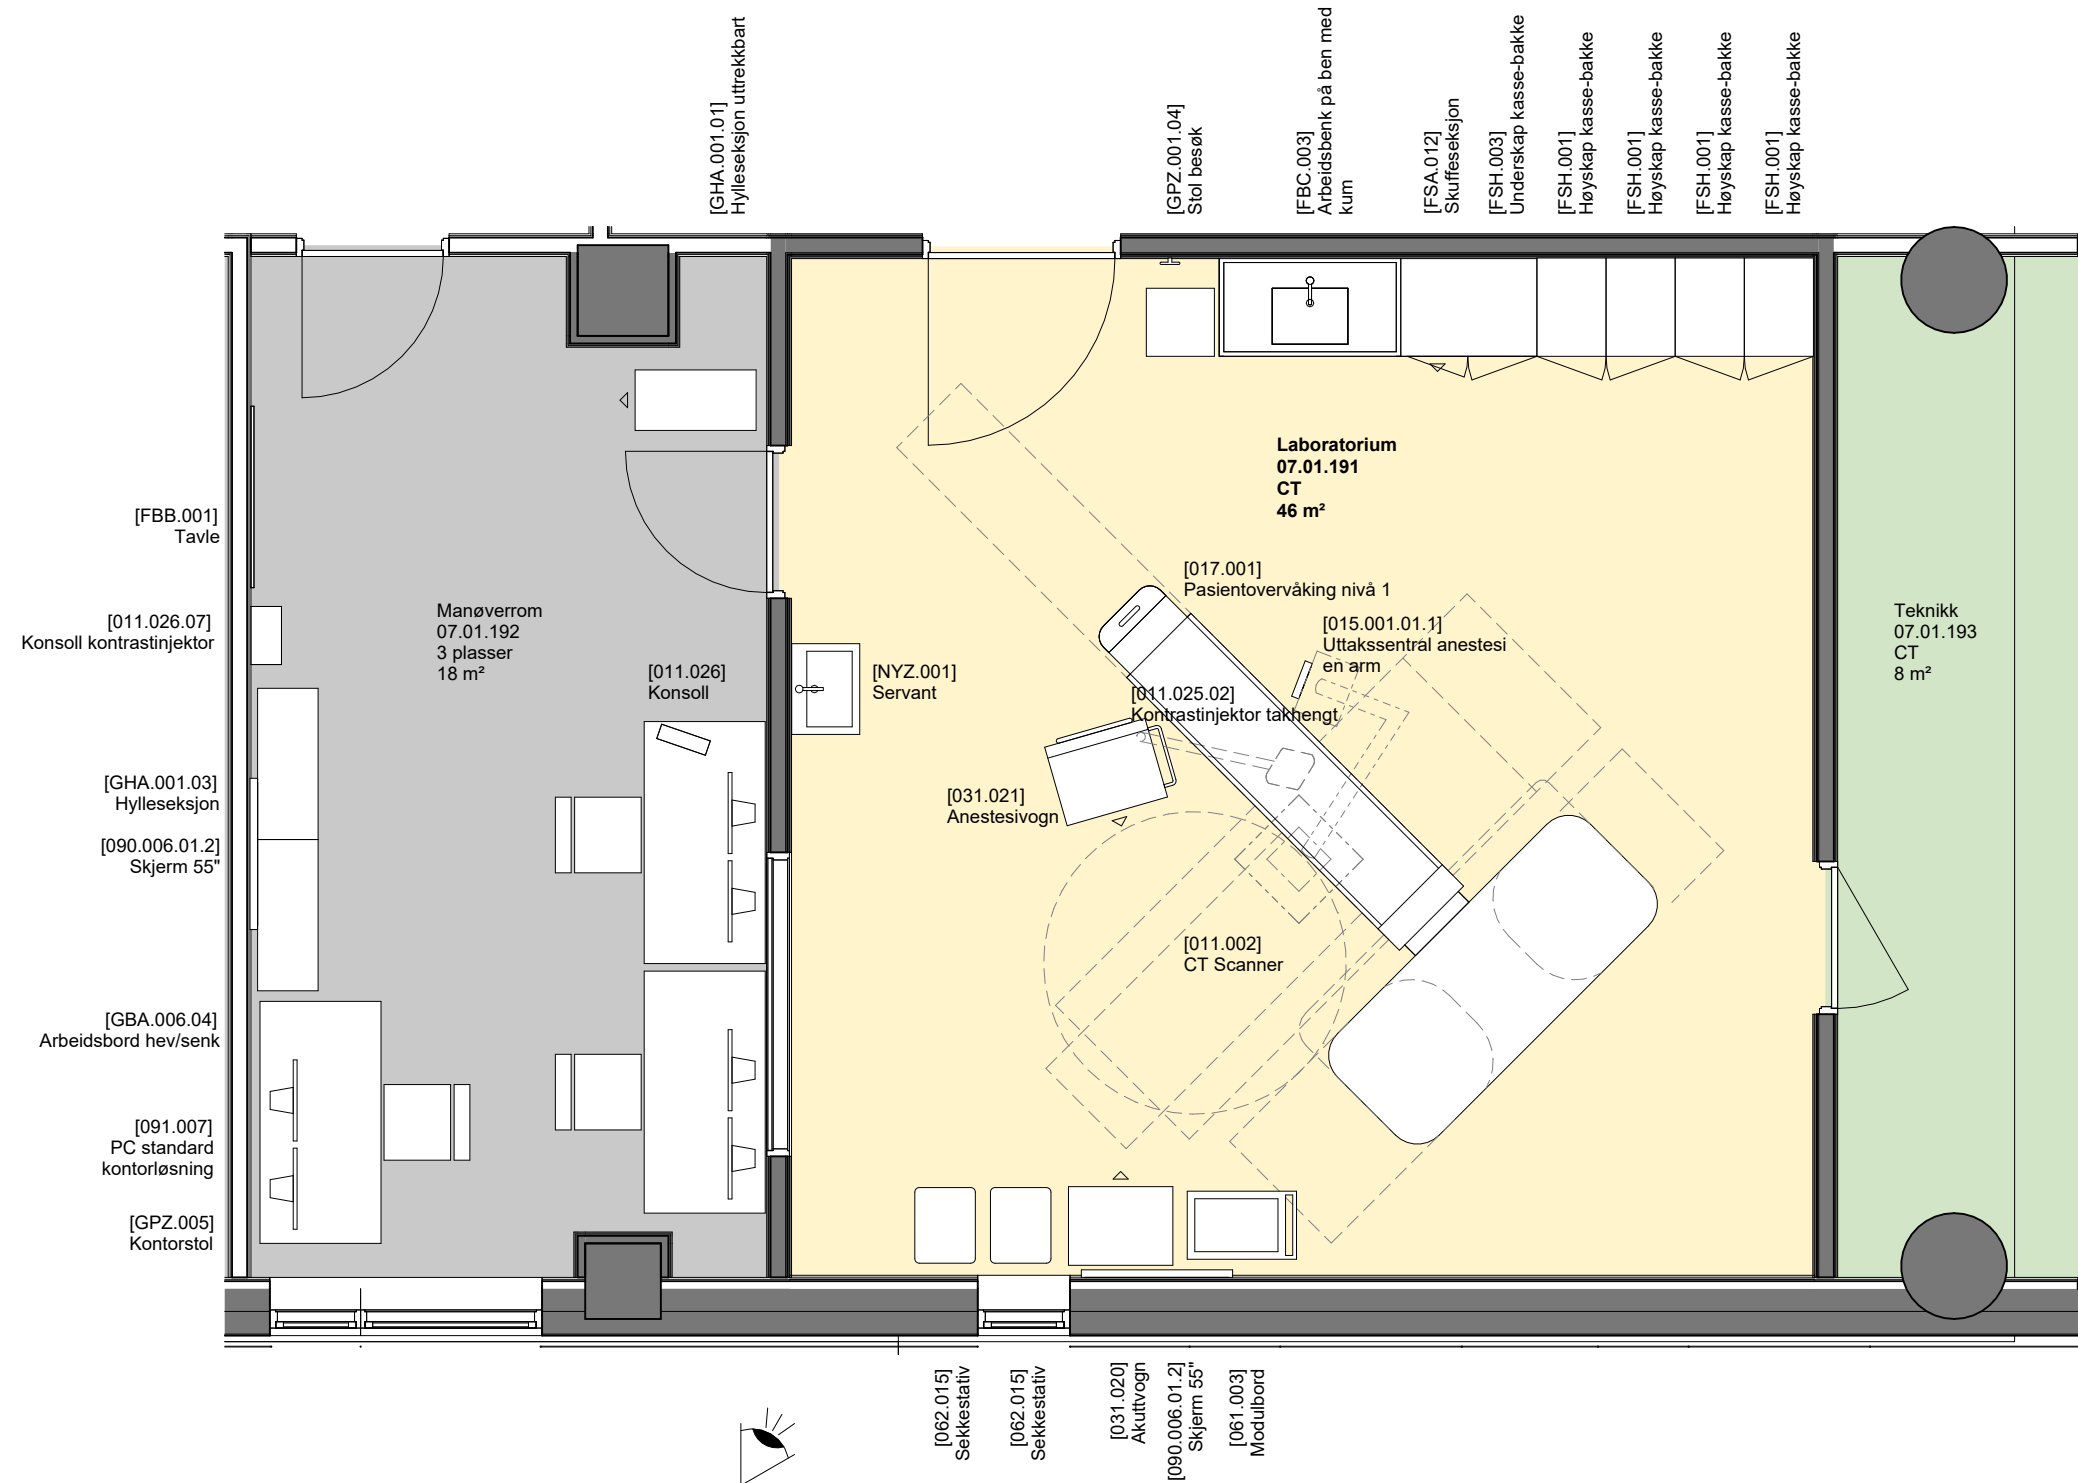 [GHA.001.01]
Hylleseksjon uttrekkbart
[GPZ.001.04]
Stol besøk
[FBC.003]
Arbeidsbenk på ben med
kum
[FSA.012]
Skuffeseksjon
[FSH.003]
Underskap kasse-bakke
[FSH.001]
Høyskap kasse-bakke
[FSH.001]
Høyskap kasse-bakke
[FSH.001]
Høyskap kasse-bakke
[FSH.001]
Høyskap kasse-bakke
[FBB.001]
Tavle
[011.026.07]
Konsoll kontrastinjektor
[GHA.001.03]
Hylleseksjon
[090.006.01.2]
Skjerm 55"
[GBA.006.04]
Arbeidsbord hev/senk
[091.007]
PC standard
kontorløsning
[GPZ.005]
Kontorstol
Manøverrom
07.01.192
3 plasser
18 m²
[011.026]
Konsoll
[NYZ.001]
Servant
Laboratorium
07.01.191
CT
46 m²
[017.001]
Pasientovervåking nivå 1
[015.001.01.1]
Uttakssentral anestesi
en arm
[011.025.02]
Kontrastinjektor takhengt
[031.021]
Anestesivogn
[011.002]
CT Scanner
Teknikk
07.01.193
CT
8 m²
[062.015]
Sekkestativ
[062.015]
Sekkestativ
[031.020]
Akuttvogn
[090.006.01.2]
Skjerm 55"
[061.003]
Modulbord